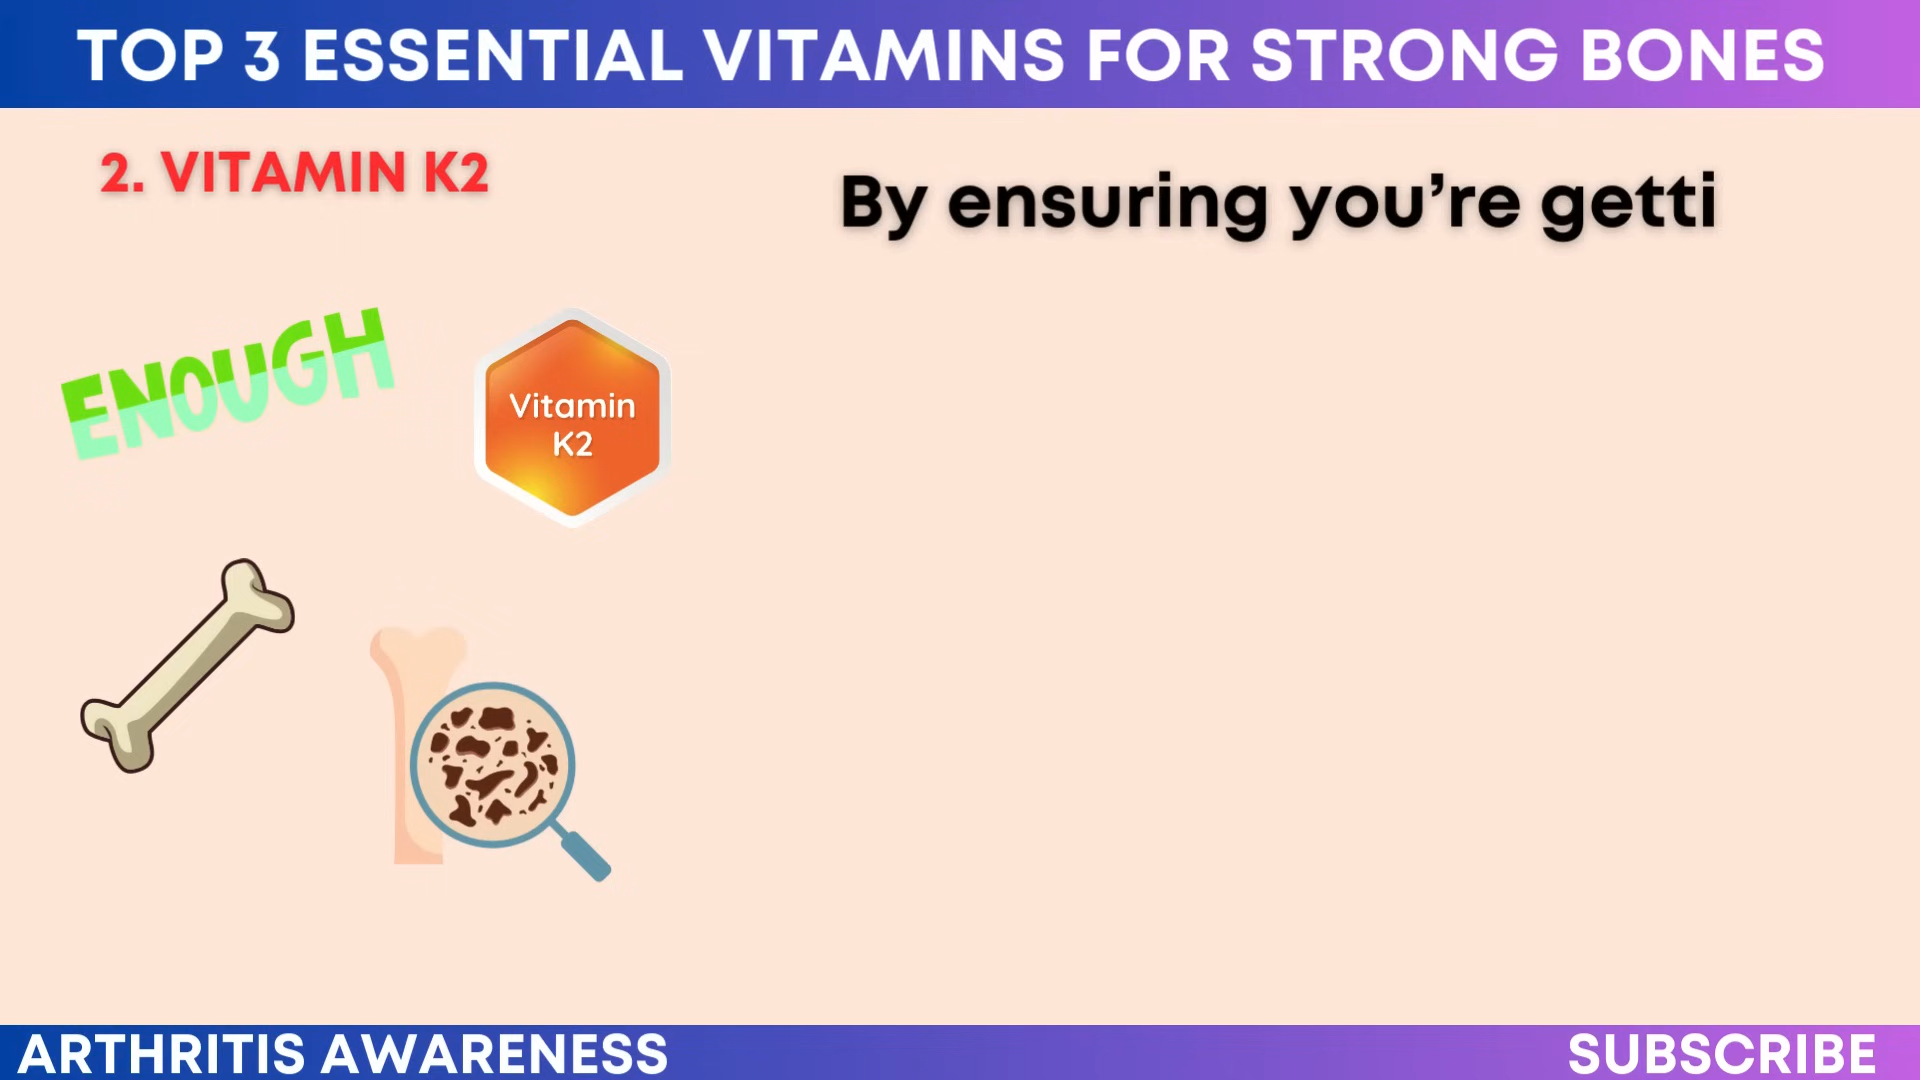 TOP 3 ESSENTIAL VITAMINS FOR STRONG BONES
2. VITAMIN K2
By ensuring you’re getti
ENOUGH
Vitamin
K2
ARTHRITIS AWARENESS
SUBSCRIBE